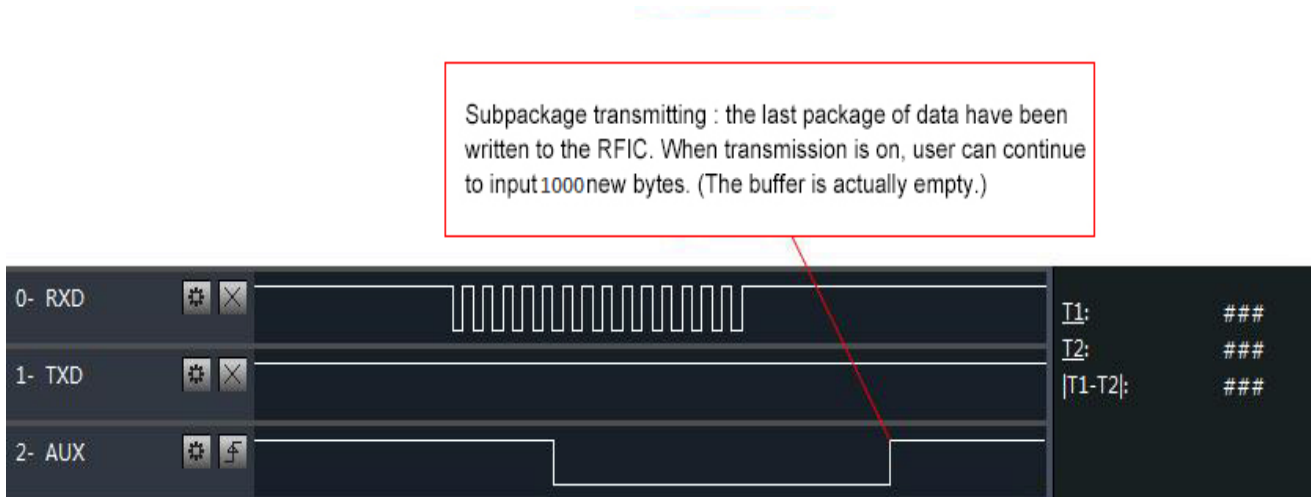 Subpackage transmitting : the last package of data have been
written to the RFIC. When transmission is on, user can continue
to input 1000 new bytes. (The buffer is actually empty.)
0- RXD
T1: ###
T2: ###
1- TXD
|T1-T2|: ###
2- AUX